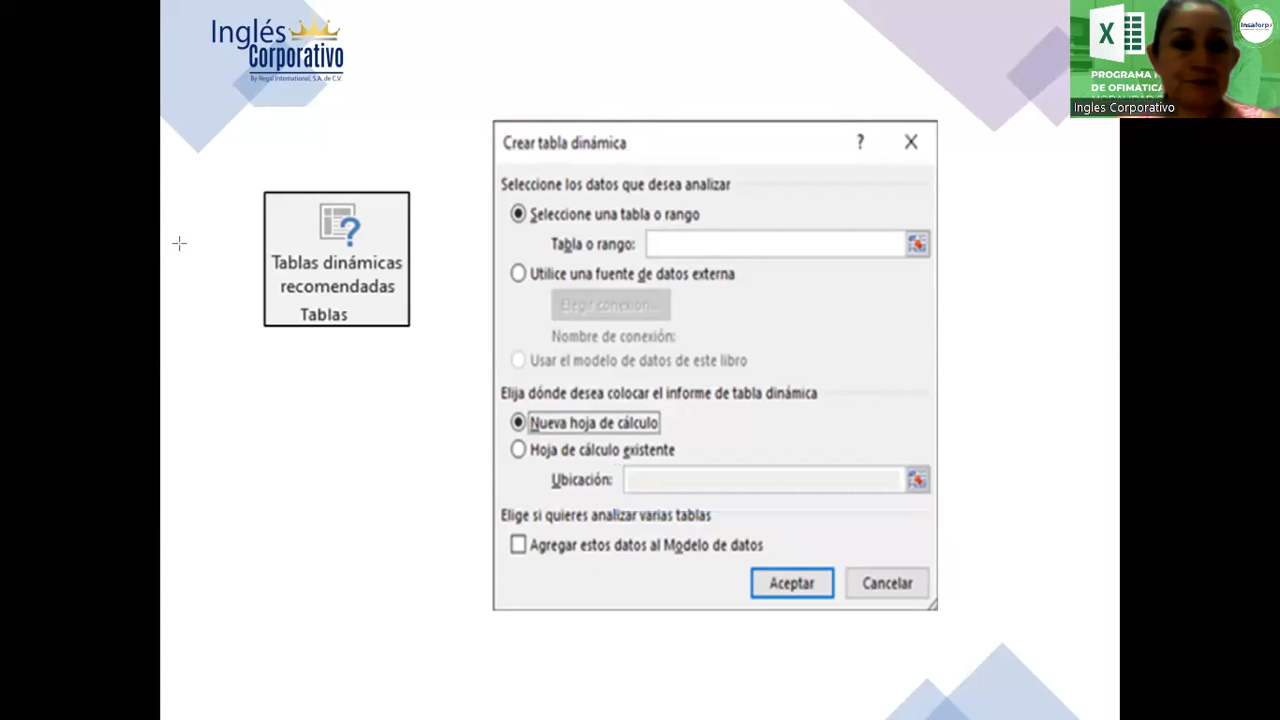 Inglés
Corporativo
By Regal International, S.A. de C.V.
Tablas dinámicas
recomendadas
Tablas
Crear tabla dinámica
?
X
Seleccione los datos que desea analizar
Seleccione una tabla o rango
Tabla o rango:
Utilice una fuente de datos externa
Elegir conexión...
Nombre de conexión:
Usar el modelo de datos de este libro
Elija dónde desea colocar el informe de tabla dinámica
Nueva hoja de cálculo
Hoja de cálculo existente
Ubicación:
Elige si quieres analizar varias tablas
Agregar estos datos al Modelo de datos
Aceptar
Cancelar
X
Insaforp
PROGRAMA
DE OFIMÁTICA
Ingles Corporativo